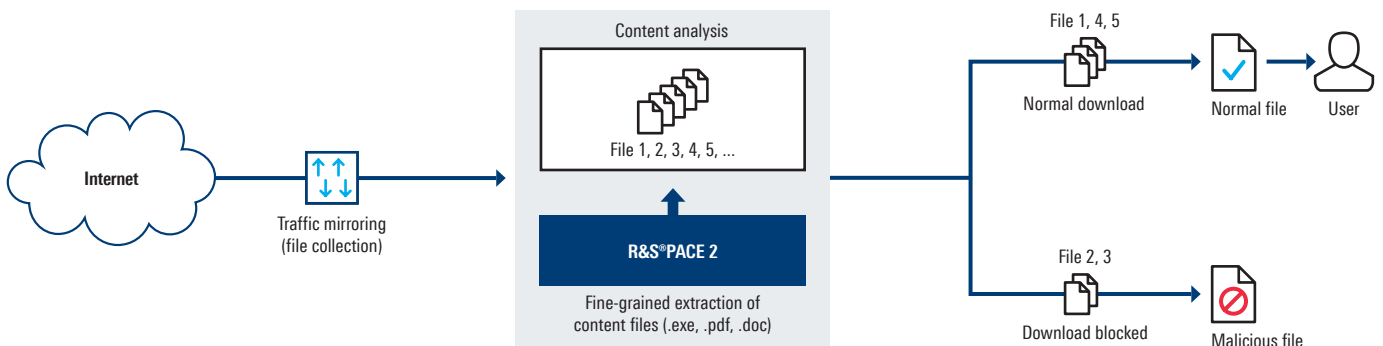 Internet
Traffic mirroring
(file collection)
Content analysis
File 1, 2, 3, 4, 5, ...
R&S®PACE 2
Fine-grained extraction of
content files (.exe, .pdf, .doc)
File 1, 4, 5
Normal download
Normal file
User
File 2, 3
Download blocked
Malicious file